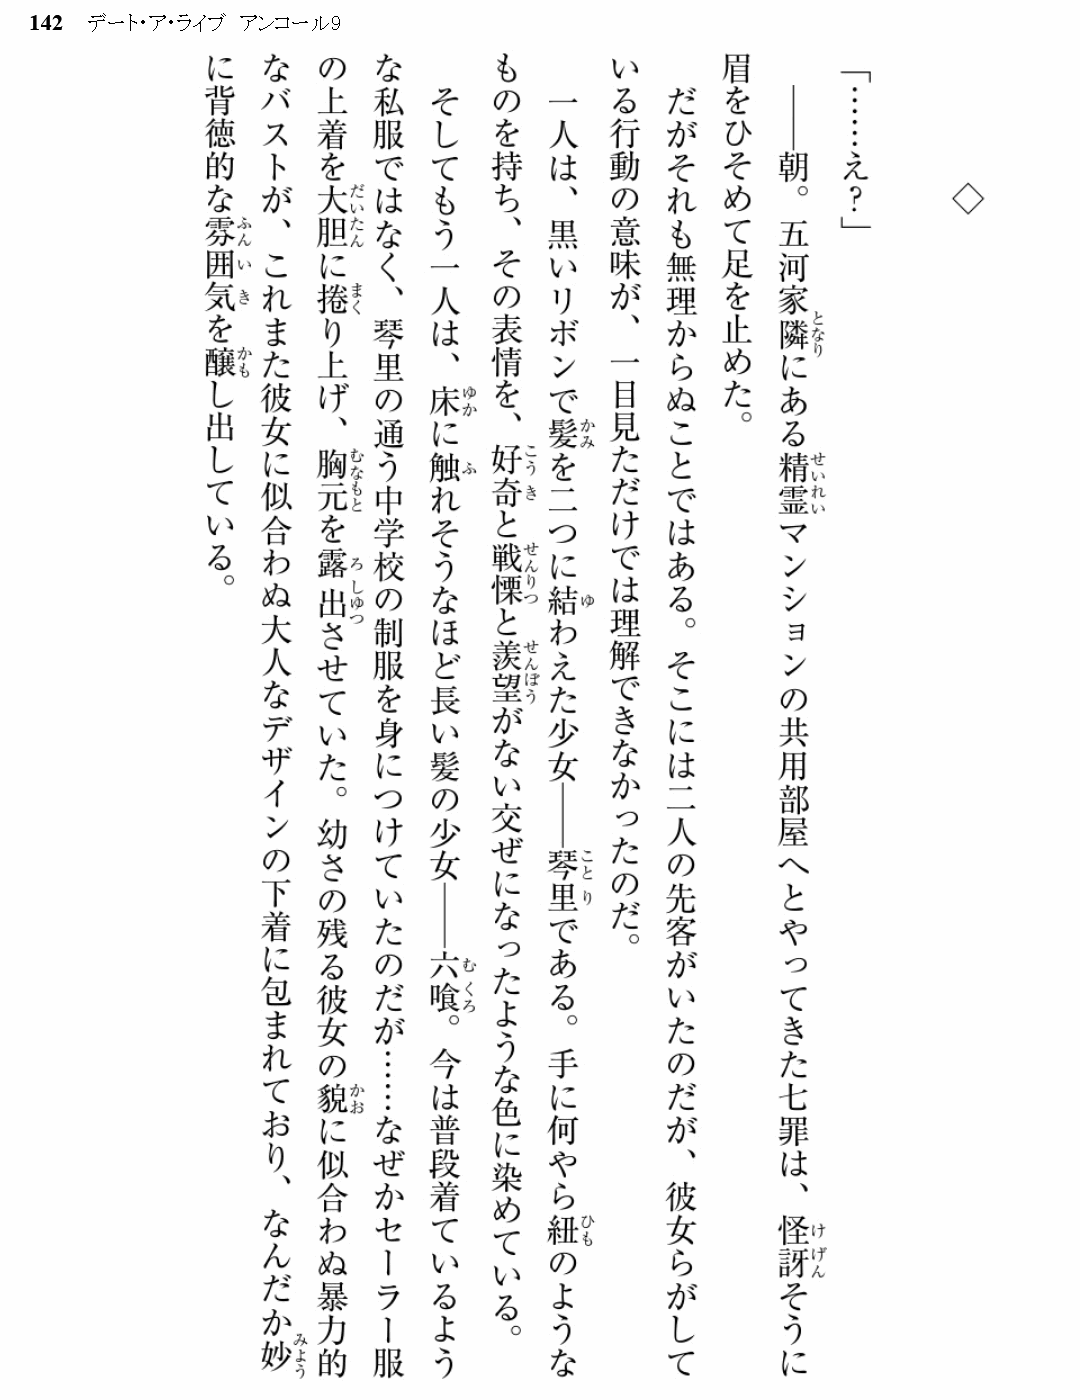 142 デート・ア・ライブ アンコール9
◇
「……え？」
――朝。五河家隣にある精霊マンションの共用部屋へとやってきた七罪は、怪訝そうに
眉をひそめて足を止めた。
だがそれも無理からぬことではある。そこには二人の先客がいたのだが、彼女らがして
いる行動の意味が、一目見ただけでは理解できなかったのだ。
一人は、黒いリボンで髪を二つに結わえた少女――琴里である。手に何やら紐のような
ものを持ち、その表情を、好奇と戦慄と羨望がない交ぜになったような色に染めている。
そしてもう一人は、床に触れそうなほど長い髪の少女――六喰。今は普段着ているよう
な私服ではなく、琴里の通う中学校の制服を身につけていたのだが……なぜかセーラー服
の上着を大胆に捲り上げ、胸元を露出させていた。幼さの残る彼女の貌に似合わぬ暴力的
なバストが、これまた彼女に似合わぬ大人なデザインの下着に包まれており、なんだか妙
に背徳的な雰囲気を醸し出している。